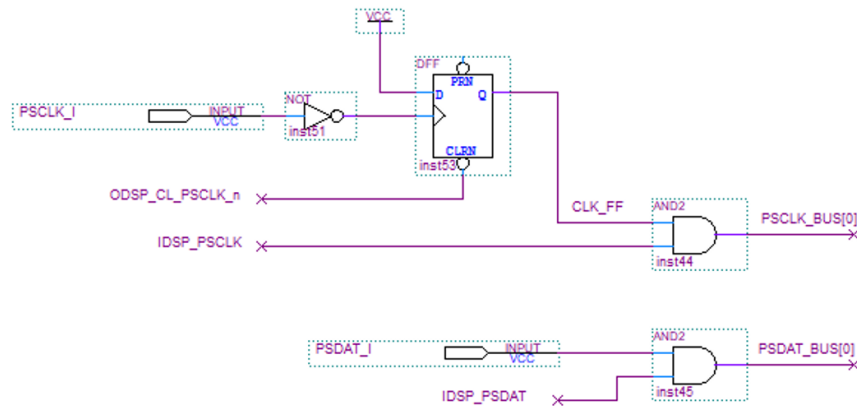 VCC
DFF
PRN
D
Q
NOT
PSCLK_I
INPUT
VCC
inst51
CLRN
inst53
ODSP_CL_PSCLK_n
CLK_FF
AND2
PSCLK_BUS[0]
IDSP_PSCLK
inst44
PSDAT_I
INPUT
VCC
AND2
PSDAT_BUS[0]
IDSP_PSDAT
inst45